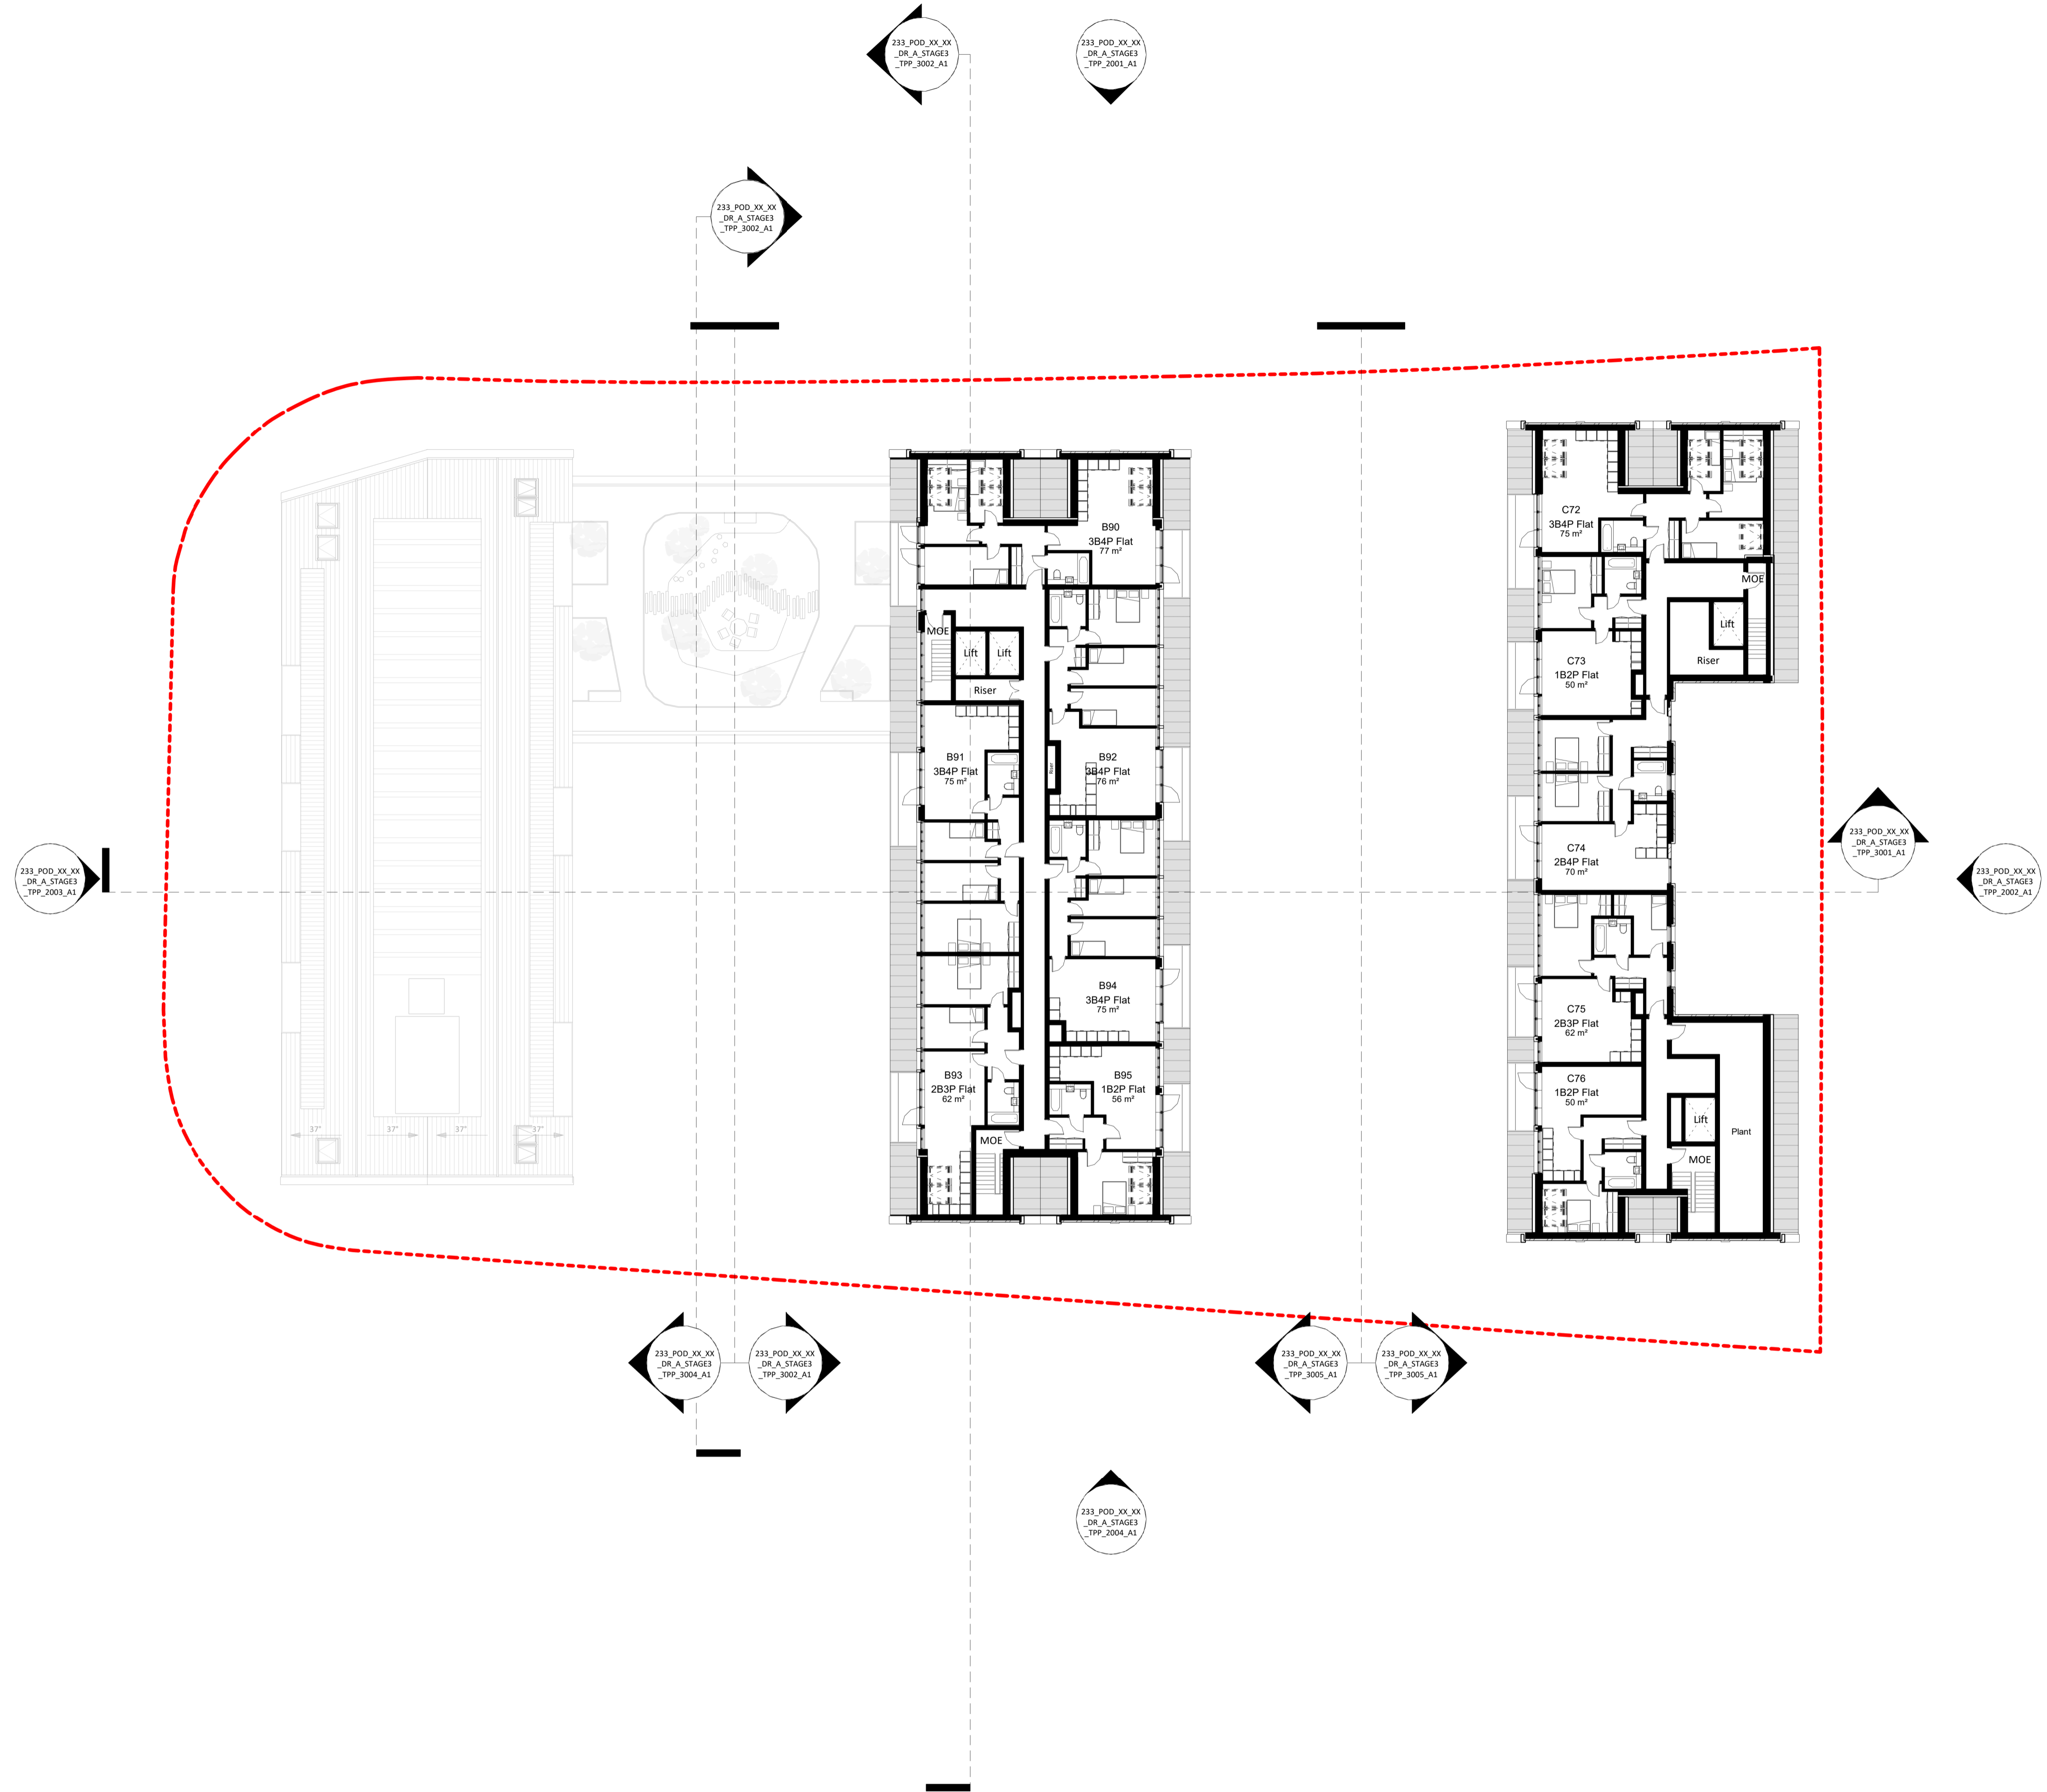 233_POD_XX_XX
_DR_A_STAGE3
_TPP_3002_A1
233_POD_XX_XX
_DR_A_STAGE3
_TPP_2001_A1
233_POD_XX_XX
_DR_A_STAGE3
_TPP_3002_A1
B90
3B4P Flat
77 m²
C72
3B4P Flat
75 m²
MOE
Lift
Lift
Riser
MOE
Lift
Riser
C73
1B2P Flat
50 m²
B91
3B4P Flat
75 m²
Riser
B92
3B4P Flat
76 m²
C74
2B4P Flat
70 m²
233_POD_XX_XX
_DR_A_STAGE3
_TPP_2003_A1
233_POD_XX_XX
_DR_A_STAGE3
_TPP_3001_A1
233_POD_XX_XX
_DR_A_STAGE3
_TPP_2002_A1
B94
3B4P Flat
75 m²
C75
2B3P Flat
62 m²
B93
2B3P Flat
62 m²
B95
1B2P Flat
56 m²
C76
1B2P Flat
50 m²
Lift
Plant
MOE
37°
37°
37°
37°
MOE
233_POD_XX_XX
_DR_A_STAGE3
_TPP_3004_A1
233_POD_XX_XX
_DR_A_STAGE3
_TPP_3002_A1
233_POD_XX_XX
_DR_A_STAGE3
_TPP_3005_A1
233_POD_XX_XX
_DR_A_STAGE3
_TPP_3005_A1
233_POD_XX_XX
_DR_A_STAGE3
_TPP_2004_A1